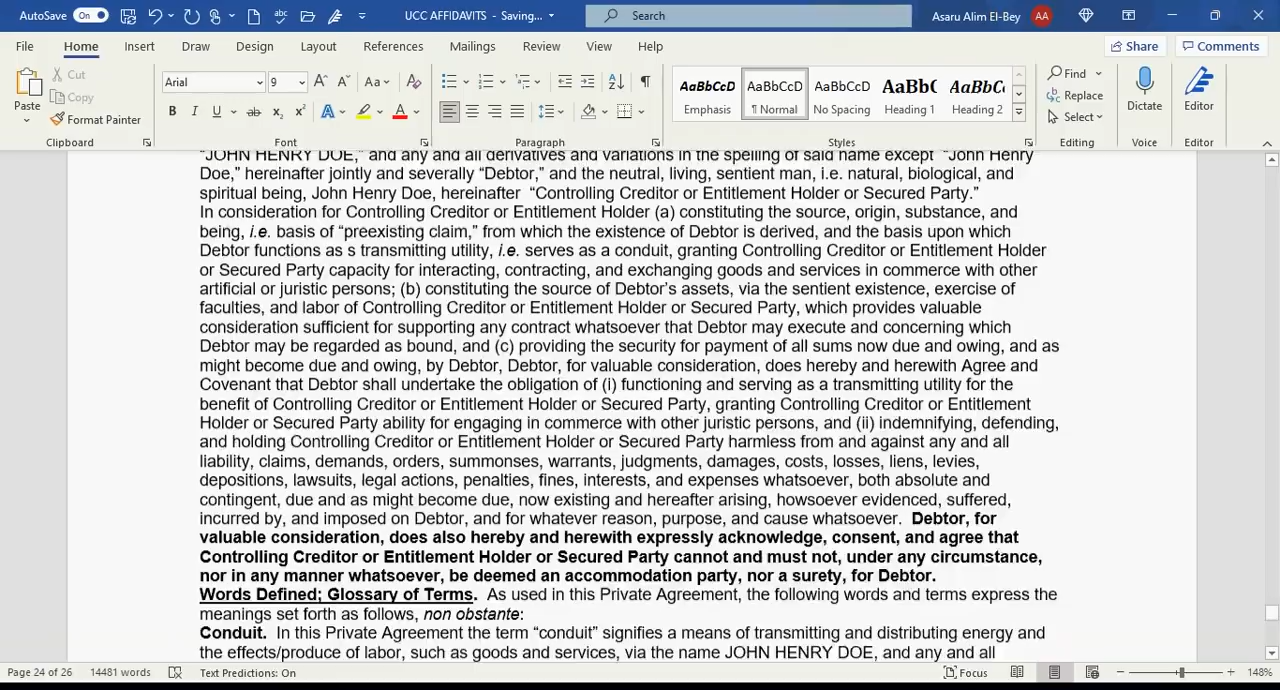 AutoSave On UCC AFFIDAVITS - Saving... Search Asaru Alim El-Bey AA
File Home Insert Draw Design Layout References Mailings Review View Help Share Comments
Cut
Copy
Paste
Format Painter
Clipboard
Arial 9
Font
Paragraph
AaBbCcD AaBbCcD AaBbCcD AaBb( AaBbCc
Emphasis ¶ Normal No Spacing Heading 1 Heading 2
Styles
Find
Replace
Select
Editing
Dictate
Voice
Editor
Editor
"JOHN HENRY DOE," and any and all derivatives and variations in the spelling of said name except "John Henry
Doe," hereinafter jointly and severally "Debtor," and the neutral, living, sentient man, i.e. natural, biological, and
spiritual being, John Henry Doe, hereinafter "Controlling Creditor or Entitlement Holder or Secured Party."
In consideration for Controlling Creditor or Entitlement Holder (a) constituting the source, origin, substance, and
being, i.e. basis of "preexisting claim," from which the existence of Debtor is derived, and the basis upon which
Debtor functions as s transmitting utility, i.e. serves as a conduit, granting Controlling Creditor or Entitlement Holder
or Secured Party capacity for interacting, contracting, and exchanging goods and services in commerce with other
artificial or juristic persons; (b) constituting the source of Debtor's assets, via the sentient existence, exercise of
faculties, and labor of Controlling Creditor or Entitlement Holder or Secured Party, which provides valuable
consideration sufficient for supporting any contract whatsoever that Debtor may execute and concerning which
Debtor may be regarded as bound, and (c) providing the security for payment of all sums now due and owing, and as
might become due and owing, by Debtor, Debtor, for valuable consideration, does hereby and herewith Agree and
Covenant that Debtor shall undertake the obligation of (i) functioning and serving as a transmitting utility for the
benefit of Controlling Creditor or Entitlement Holder or Secured Party, granting Controlling Creditor or Entitlement
Holder or Secured Party ability for engaging in commerce with other juristic persons, and (ii) indemnifying, defending,
and holding Controlling Creditor or Entitlement Holder or Secured Party harmless from and against any and all
liability, claims, demands, orders, summonses, warrants, judgments, damages, costs, losses, liens, levies,
depositions, lawsuits, legal actions, penalties, fines, interests, and expenses whatsoever, both absolute and
contingent, due and as might become due, now existing and hereafter arising, howsoever evidenced, suffered,
incurred by, and imposed on Debtor, and for whatever reason, purpose, and cause whatsoever. Debtor, for
valuable consideration, does also hereby and herewith expressly acknowledge, consent, and agree that
Controlling Creditor or Entitlement Holder or Secured Party cannot and must not, under any circumstance,
nor in any manner whatsoever, be deemed an accommodation party, nor a surety, for Debtor.
Words Defined; Glossary of Terms. As used in this Private Agreement, the following words and terms express the
meanings set forth as follows, non obstante:
Conduit. In this Private Agreement the term "conduit" signifies a means of transmitting and distributing energy and
the effects/produce of labor, such as goods and services, via the name JOHN HENRY DOE, and any and all
Page 24 of 26 14481 words Text Predictions: On Focus 148%